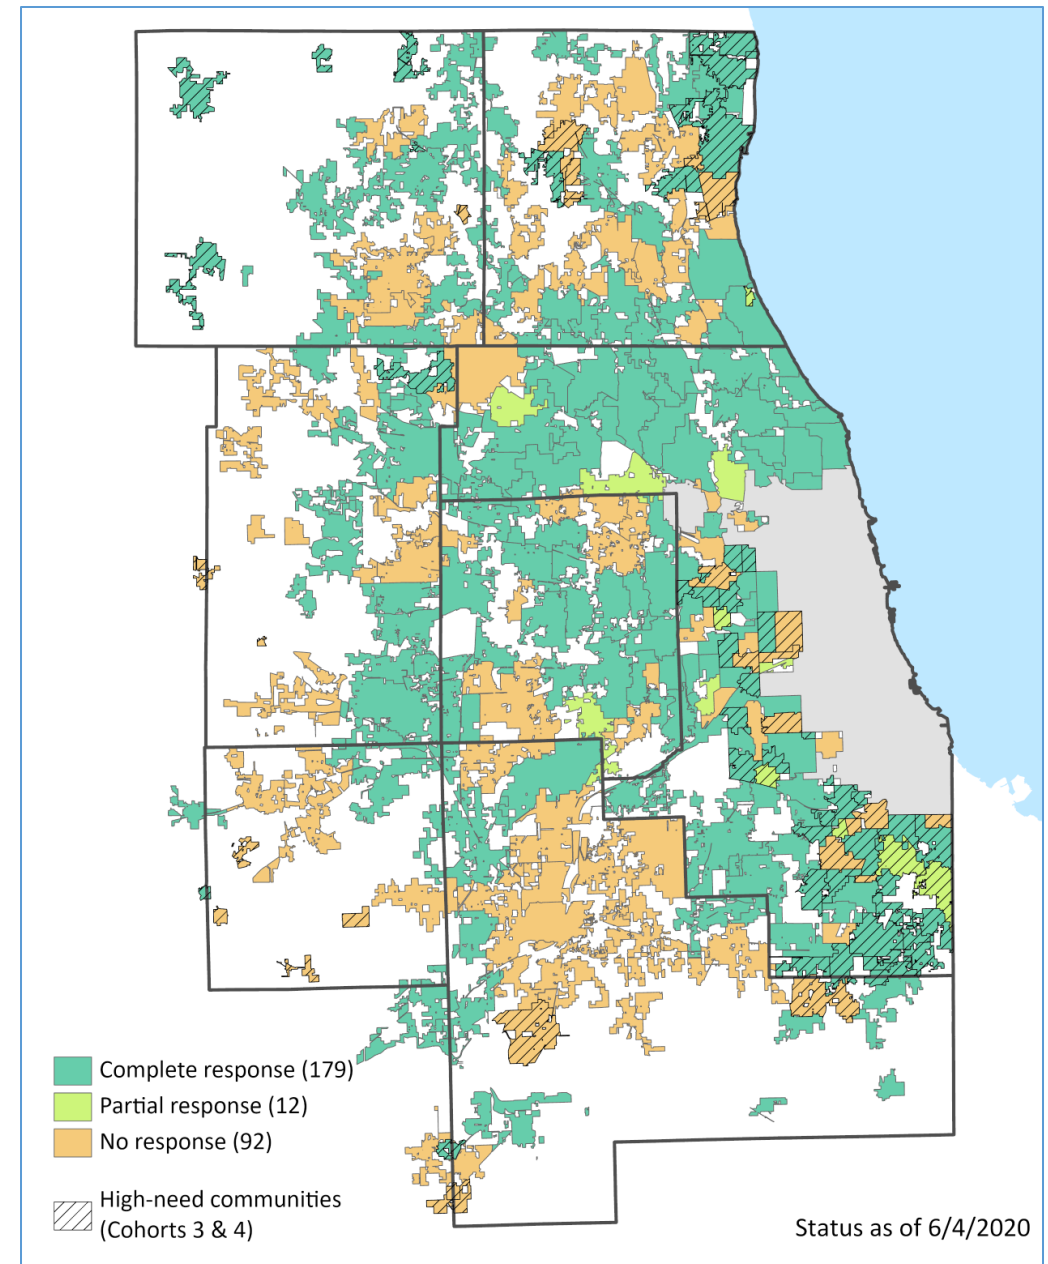 Complete response (179)
Partial response (12)
No response (92)
High-need communities
(Cohorts 3 & 4)
Status as of 6/4/2020